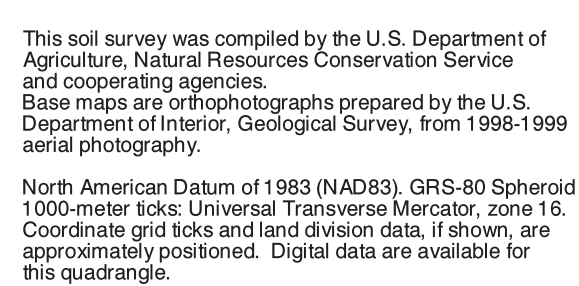 This soil survey was compiled by the U.S. Department of
Agriculture, Natural Resources Conservation Service
and cooperating agencies.
Base maps are orthophotographs prepared by the U.S.
Department of Interior, Geological Survey, from 1998-1999
aerial photography.

North American Datum of 1983 (NAD83). GRS-80 Spheroid
1000-meter ticks: Universal Transverse Mercator, zone 16.
Coordinate grid ticks and land division data, if shown, are
approximately positioned.  Digital data are available for
this quadrangle.